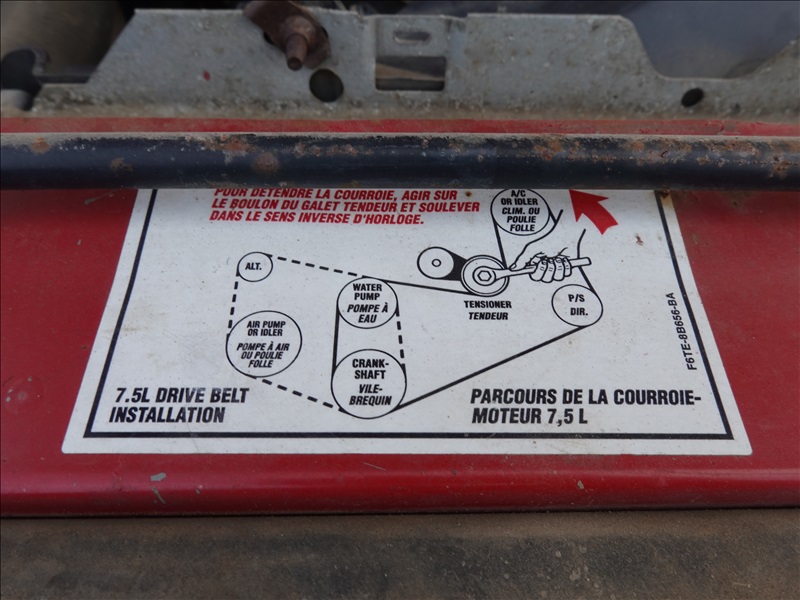 POUR DÉTENDRE LA COURROIE, AGIR SUR
LE BOULON DU GALET TENDEUR ET SOULEVER
DANS LE SENS INVERSE D'HORLOGE.
A/C
OR IDLER
CLIM. OU
POULIE
FOLLE
ALT.
WATER
PUMP
POMPE À
EAU
TENSIONER
TENDEUR
P/S
DIR.
AIR PUMP
OR IDLER
POMPE À AIR
OU POULIE
FOLLE
CRANK-
SHAFT
VILE-
BREQUIN
F6TE-8B656-BA
7.5L DRIVE BELT
INSTALLATION
PARCOURS DE LA COURROIE-
MOTEUR 7,5 L